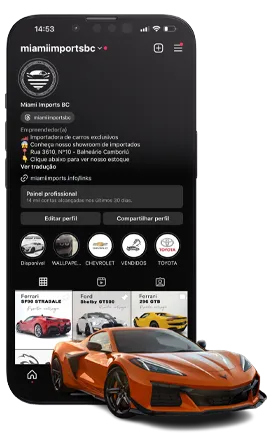 14:53
miamiimportsbc
Miami Imports BC
miamiimportsbc
Empreendedor(a)
Importadora de carros exclusivos
Conheça nosso showroom de importados
Rua 3610, Nº10 - Balneário Camboriú
Clique abaixo para ver nosso estoque
Ver tradução
miamiimports.info/links
Painel profissional
14 mil contas alcançadas nos últimos 30 dias.
Editar perfil
Compartilhar perfil
CHEVROLET
TOYOTA
Disponível
WALLPAPE...
CHEVROLET
VENDIDOS
TOYOTA
Ferrari
SF90 STRADALE
Ford
Shelby GT500
Ferrari
296 GTB